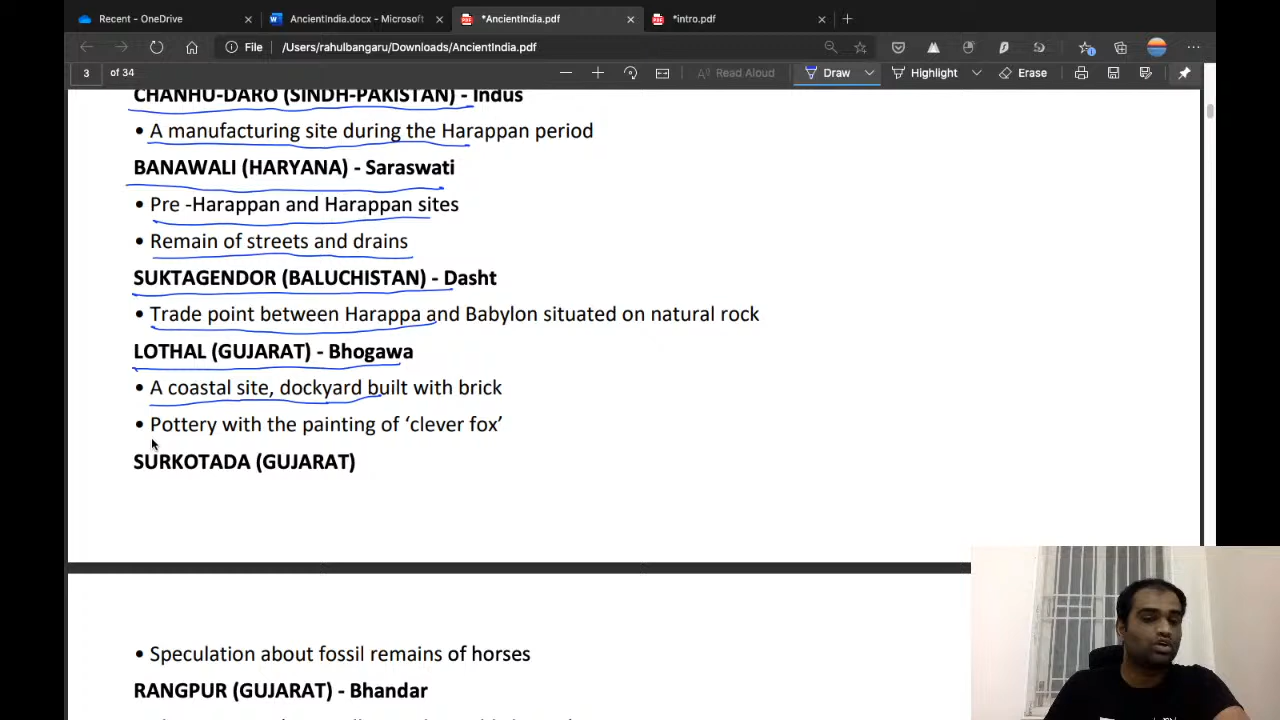 Recent - OneDrive
AncientIndia.docx - Microsoft
*AncientIndia.pdf
*intro.pdf
File
/Users/rahulbangaru/Downloads/AncientIndia.pdf
3
of 34
Read Aloud
Draw
Highlight
Erase
CHANHU-DARO (SINDH-PAKISTAN) - Indus
• A manufacturing site during the Harappan period
BANAWALI (HARYANA) - Saraswati
• Pre -Harappan and Harappan sites
• Remain of streets and drains
SUKTAGENDOR (BALUCHISTAN) - Dasht
• Trade point between Harappa and Babylon situated on natural rock
LOTHAL (GUJARAT) - Bhogawa
• A coastal site, dockyard built with brick
• Pottery with the painting of ‘clever fox’
SURKOTADA (GUJARAT)
• Speculation about fossil remains of horses
RANGPUR (GUJARAT) - Bhandar